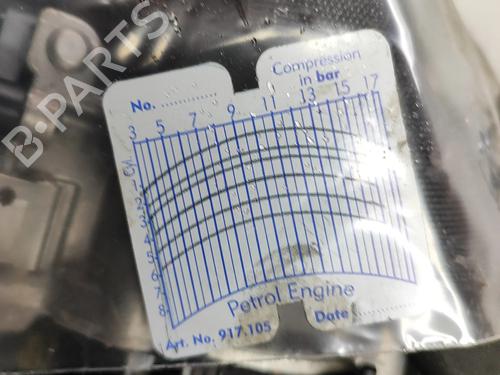 B-PARTS
Compression
in bar
No. ............
3 5 7 9 11 13 15 17
Cyl.
1
2
3
4
5
6
7
8
Petrol Engine
Art. No. 917.105
Date ............